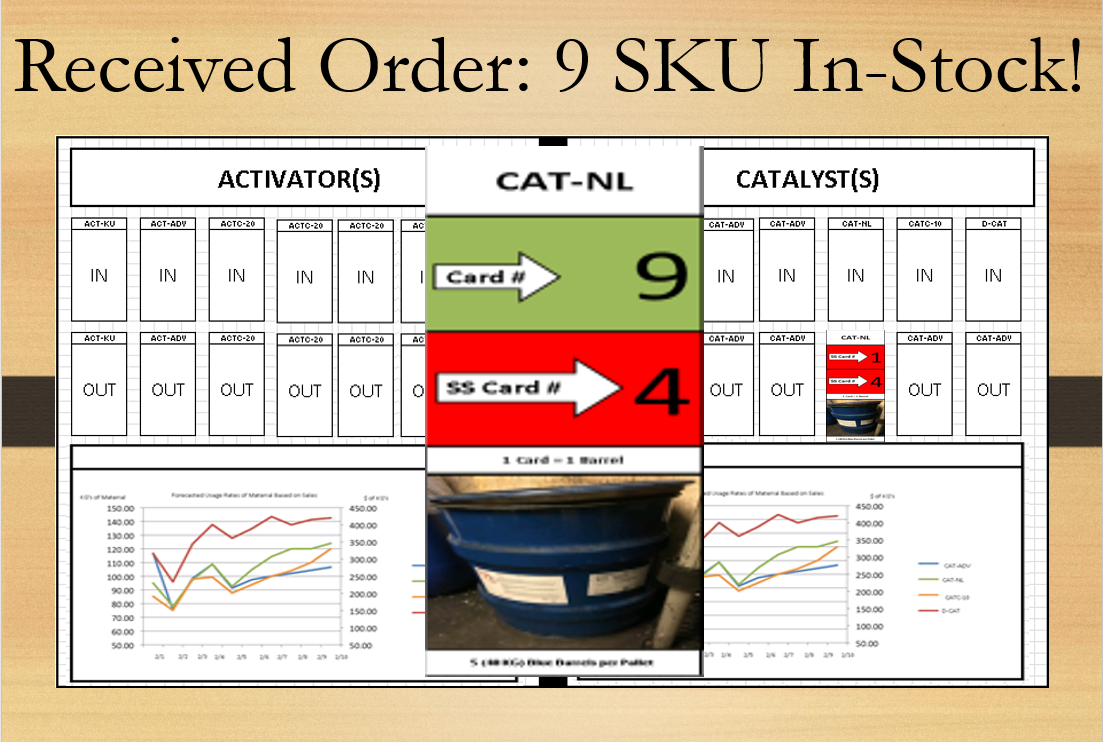 Received Order: 9 SKU In-Stock!
ACTIVATOR(S)
CATALYST(S)
CAT-NL
Card # 9
SS Card # 4
1 Card = 1 Barrel
5 (40 KG) Blue Barrels per Pallet
ACT-KU ACT-ADV ACTC-20 ACTC-20 ACTC-20 AC
IN IN IN IN IN I
CAT-ADV CAT-ADV CAT-NL CATC-10 D-CAT
IN IN IN IN IN
ACT-KU ACT-ADV ACTC-20 ACTC-20 ACTC-20 AC
OUT OUT OUT OUT OUT
CAT-ADV CAT-ADV CAT-NL CAT-ADV CAT-ADV
OUT OUT OUT OUT
SS Card # 1
SS Card # 4
KG's of Material
Forecasted Usage Rates of Material Based on Sales
$ of KG's
150.00 450.00
140.00 400.00
130.00 350.00
120.00 300.00
110.00 250.00
100.00 200.00
90.00 150.00
80.00 100.00
70.00 50.00
60.00
50.00
2/1 2/2 2/3 2/4 2/5 2/6 2/7 2/8 2/9 2/10
d Usage Rates of Material Based on Sales
$ of KG's
450.00
400.00
350.00
300.00
250.00
200.00
150.00
100.00
50.00
2/3 2/4 2/5 2/6 2/7 2/8 2/9 2/10
CAT-ADV
CAT-NL
CATC-10
D-CAT